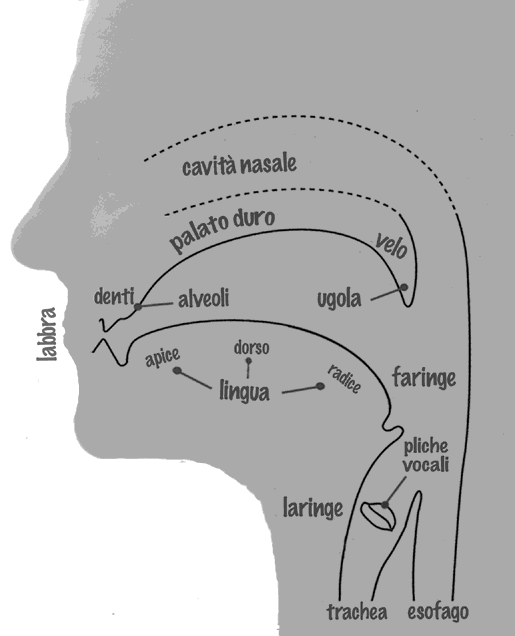 cavità nasale
palato duro
velo
denti
alveoli
ugola
labbra
apice
dorso
radice
lingua
faringe
pliche
vocali
laringe
trachea
esofago